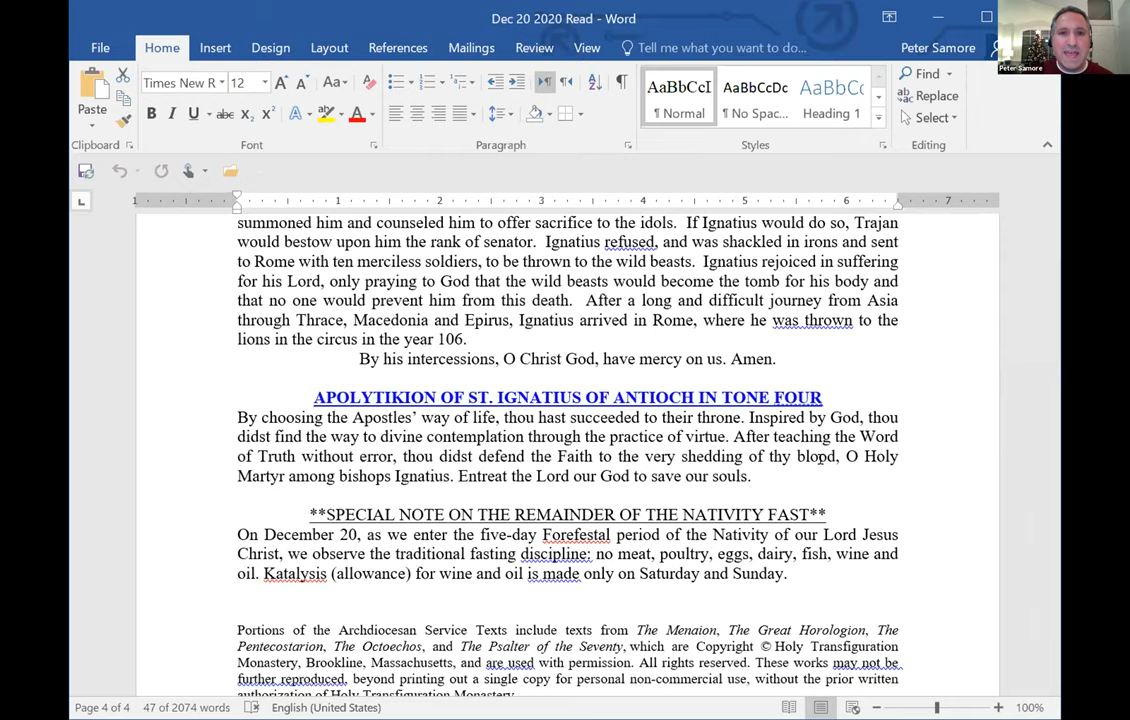 Dec 20 2020 Read - Word
File Home Insert Design Layout References Mailings Review View Tell me what you want to do... Peter Samore
Peter Samore
Paste
Times New R 12
AaBbCcI AaBbCcDc AaBbCc
¶ Normal ¶ No Spac... Heading 1
Find
Replace
Select
Clipboard Font Paragraph Styles Editing
1 1 2 3 4 5 6 7
summoned him and counseled him to offer sacrifice to the idols. If Ignatius would do so, Trajan
would bestow upon him the rank of senator. Ignatius refused, and was shackled in irons and sent
to Rome with ten merciless soldiers, to be thrown to the wild beasts. Ignatius rejoiced in suffering
for his Lord, only praying to God that the wild beasts would become the tomb for his body and
that no one would prevent him from this death. After a long and difficult journey from Asia
through Thrace, Macedonia and Epirus, Ignatius arrived in Rome, where he was thrown to the
lions in the circus in the year 106.
By his intercessions, O Christ God, have mercy on us. Amen.
APOLYTIKION OF ST. IGNATIUS OF ANTIOCH IN TONE FOUR
By choosing the Apostles’ way of life, thou hast succeeded to their throne. Inspired by God, thou
didst find the way to divine contemplation through the practice of virtue. After teaching the Word
of Truth without error, thou didst defend the Faith to the very shedding of thy blood, O Holy
Martyr among bishops Ignatius. Entreat the Lord our God to save our souls.
**SPECIAL NOTE ON THE REMAINDER OF THE NATIVITY FAST**
On December 20, as we enter the five-day Forefestal period of the Nativity of our Lord Jesus
Christ, we observe the traditional fasting discipline: no meat, poultry, eggs, dairy, fish, wine and
oil. Katalysis (allowance) for wine and oil is made only on Saturday and Sunday.
Portions of the Archdiocesan Service Texts include texts from The Menaion, The Great Horologion, The
Pentecostarion, The Octoechos, and The Psalter of the Seventy, which are Copyright © Holy Transfiguration
Monastery, Brookline, Massachusetts, and are used with permission. All rights reserved. These works may not be
further reproduced, beyond printing out a single copy for personal non-commercial use, without the prior written
authorization of Holy Transfiguration Monastery.
Page 4 of 4 47 of 2074 words English (United States) 100%